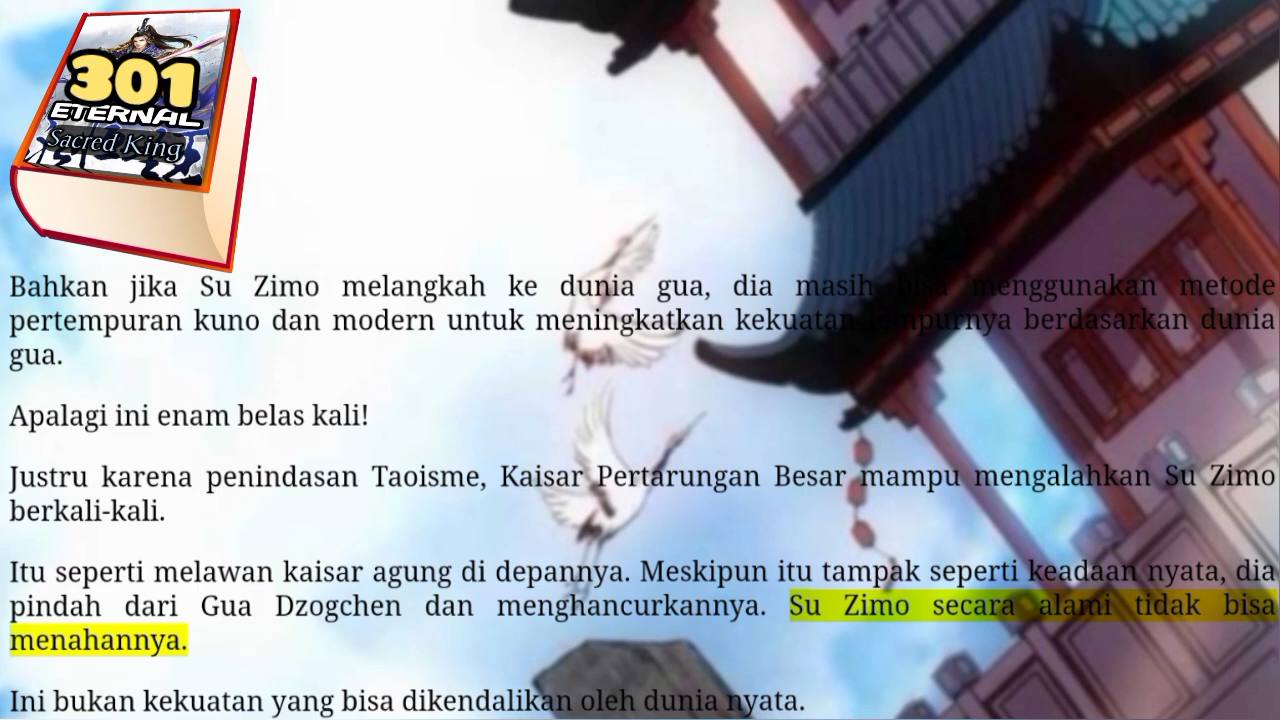 301
ETERNAL
Sacred King
Bahkan jika Su Zimo melangkah ke dunia gua, dia masih bisa menggunakan metode
pertempuran kuno dan modern untuk meningkatkan kekuatan tempurnya berdasarkan dunia
gua.
Apalagi ini enam belas kali!
Justru karena penindasan Taoisme, Kaisar Pertarungan Besar mampu mengalahkan Su Zimo
berkali-kali.
Itu seperti melawan kaisar agung di depannya. Meskipun itu tampak seperti keadaan nyata, dia
pindah dari Gua Dzogchen dan menghancurkannya. Su Zimo secara alami tidak bisa
menahannya.
Ini bukan kekuatan yang bisa dikendalikan oleh dunia nyata.